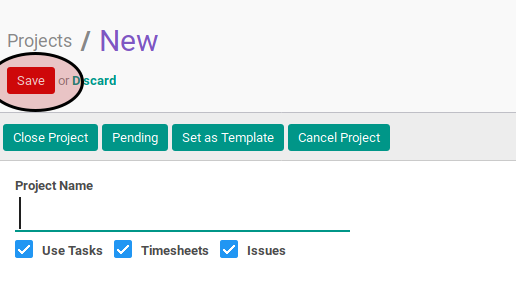 Projects / New
Save or Discard
Close Project Pending Set as Template Cancel Project
Project Name
Use Tasks Timesheets Issues